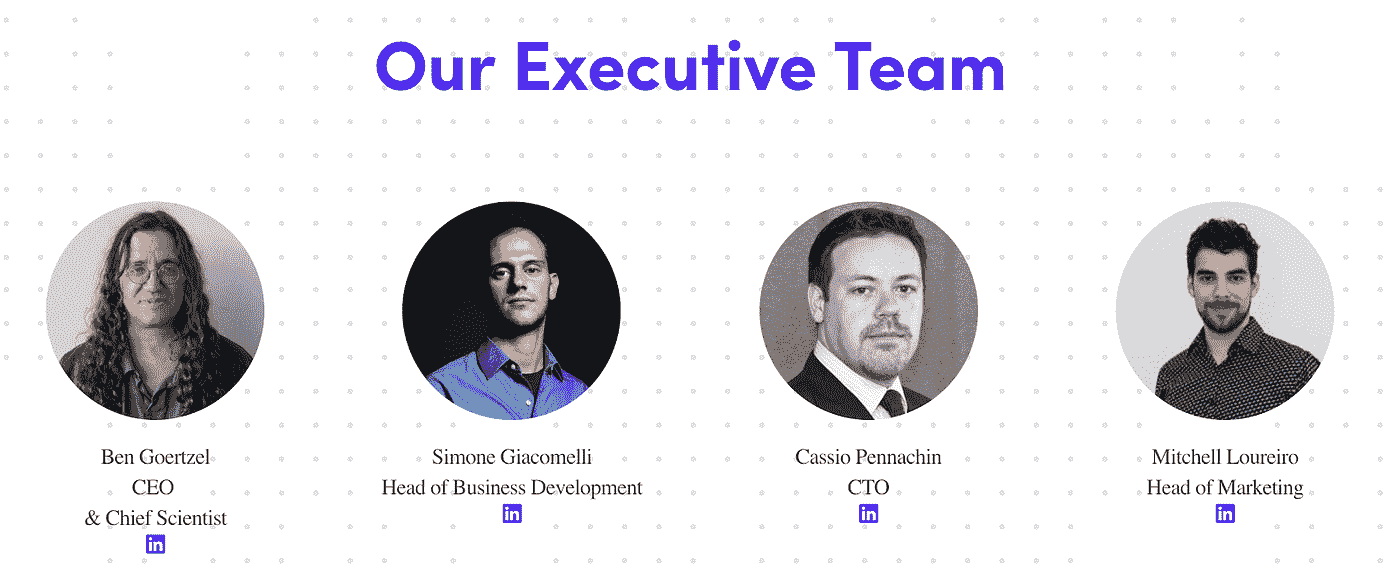 Our Executive Team
Ben Goertzel
CEO
& Chief Scientist
in
Simone Giacomelli
Head of Business Development
in
Cassio Pennachin
CTO
in
Mitchell Loureiro
Head of Marketing
in